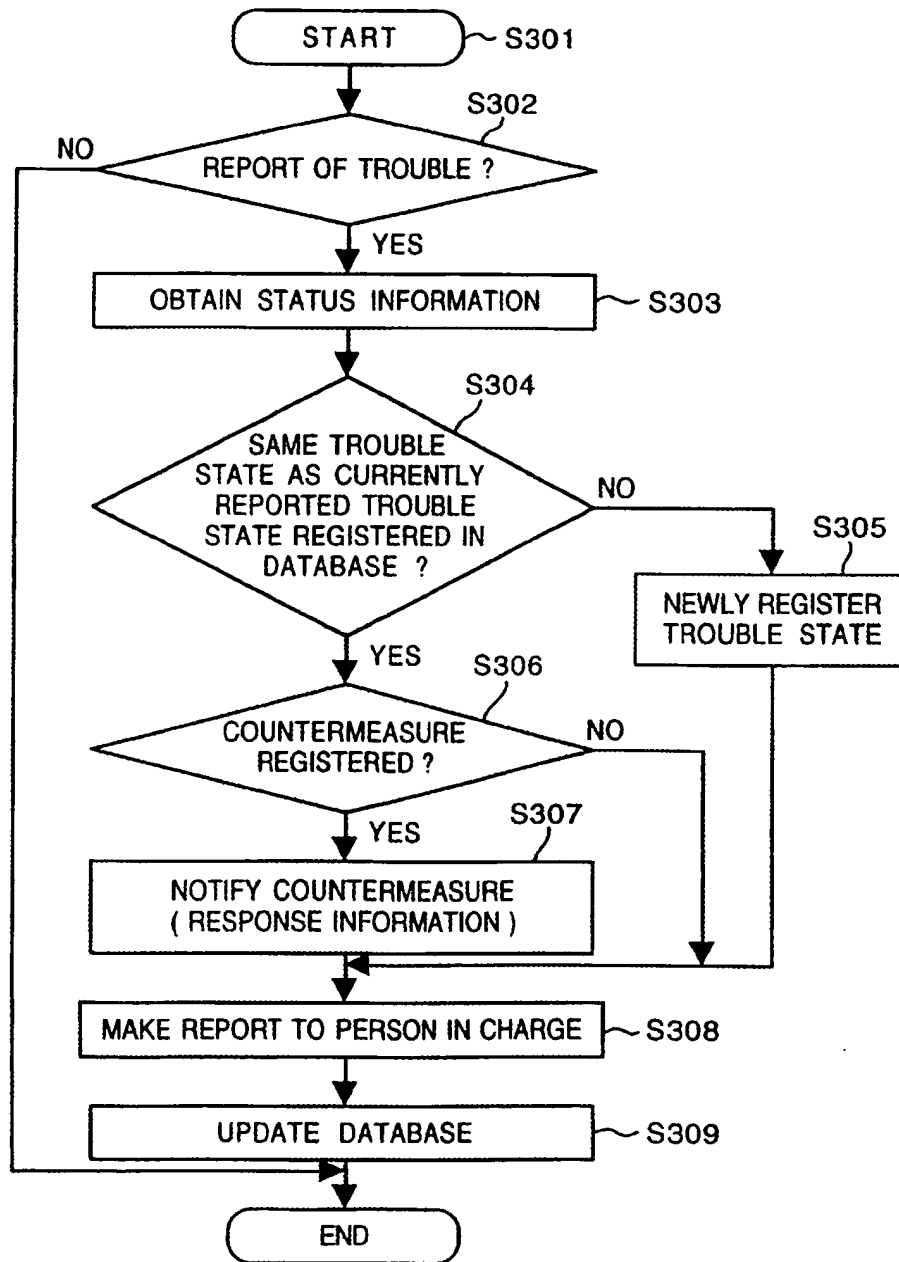 START
S301
S302
NO
REPORT OF TROUBLE ?
YES
OBTAIN STATUS INFORMATION
S303
S304
SAME TROUBLE
STATE AS CURRENTLY
REPORTED TROUBLE
STATE REGISTERED IN
DATABASE ?
NO
S305
NEWLY REGISTER
TROUBLE STATE
YES
S306
COUNTERMEASURE
REGISTERED ?
NO
YES
S307
NOTIFY COUNTERMEASURE
( RESPONSE INFORMATION )
MAKE REPORT TO PERSON IN CHARGE
S308
UPDATE DATABASE
S309
END